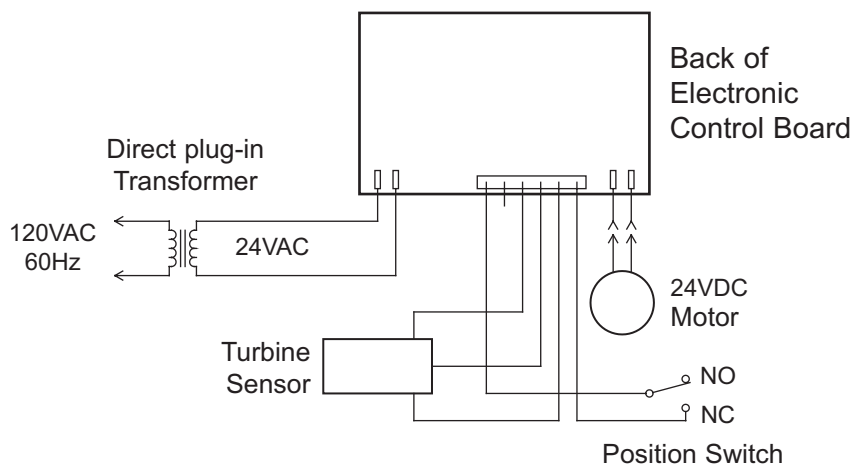 Back of
Electronic
Control Board
Direct plug-in
Transformer
120VAC
60Hz
24VAC
24VDC
Motor
Turbine
Sensor
NO
NC
Position Switch